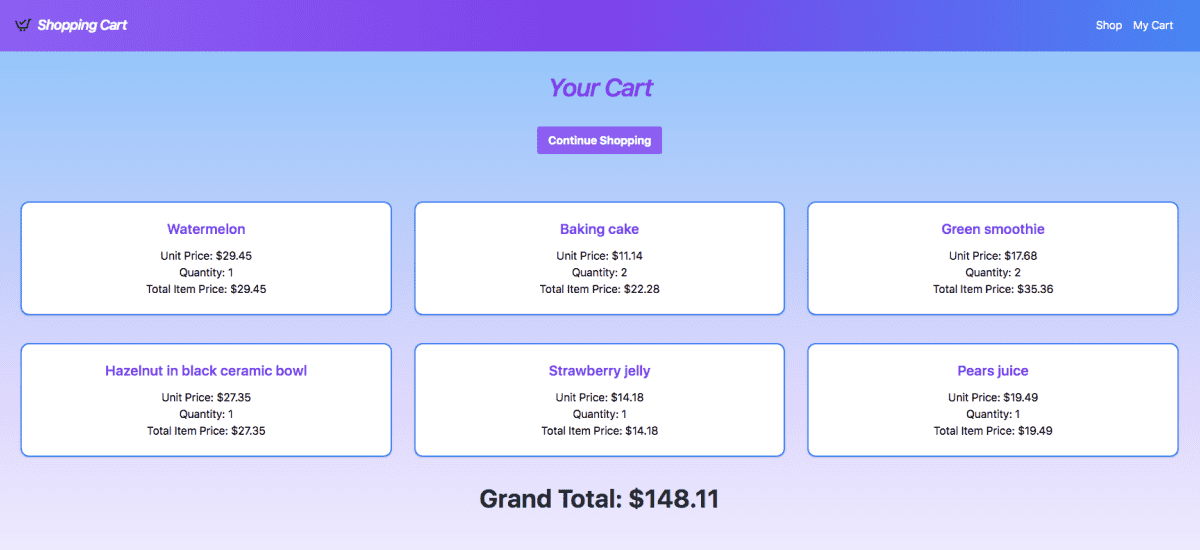 Shopping Cart
Shop
My Cart
Your Cart
Continue Shopping
Watermelon
Unit Price: $29.45
Quantity: 1
Total Item Price: $29.45
Baking cake
Unit Price: $11.14
Quantity: 2
Total Item Price: $22.28
Green smoothie
Unit Price: $17.68
Quantity: 2
Total Item Price: $35.36
Hazelnut in black ceramic bowl
Unit Price: $27.35
Quantity: 1
Total Item Price: $27.35
Strawberry jelly
Unit Price: $14.18
Quantity: 1
Total Item Price: $14.18
Pears juice
Unit Price: $19.49
Quantity: 1
Total Item Price: $19.49
Grand Total: $148.11